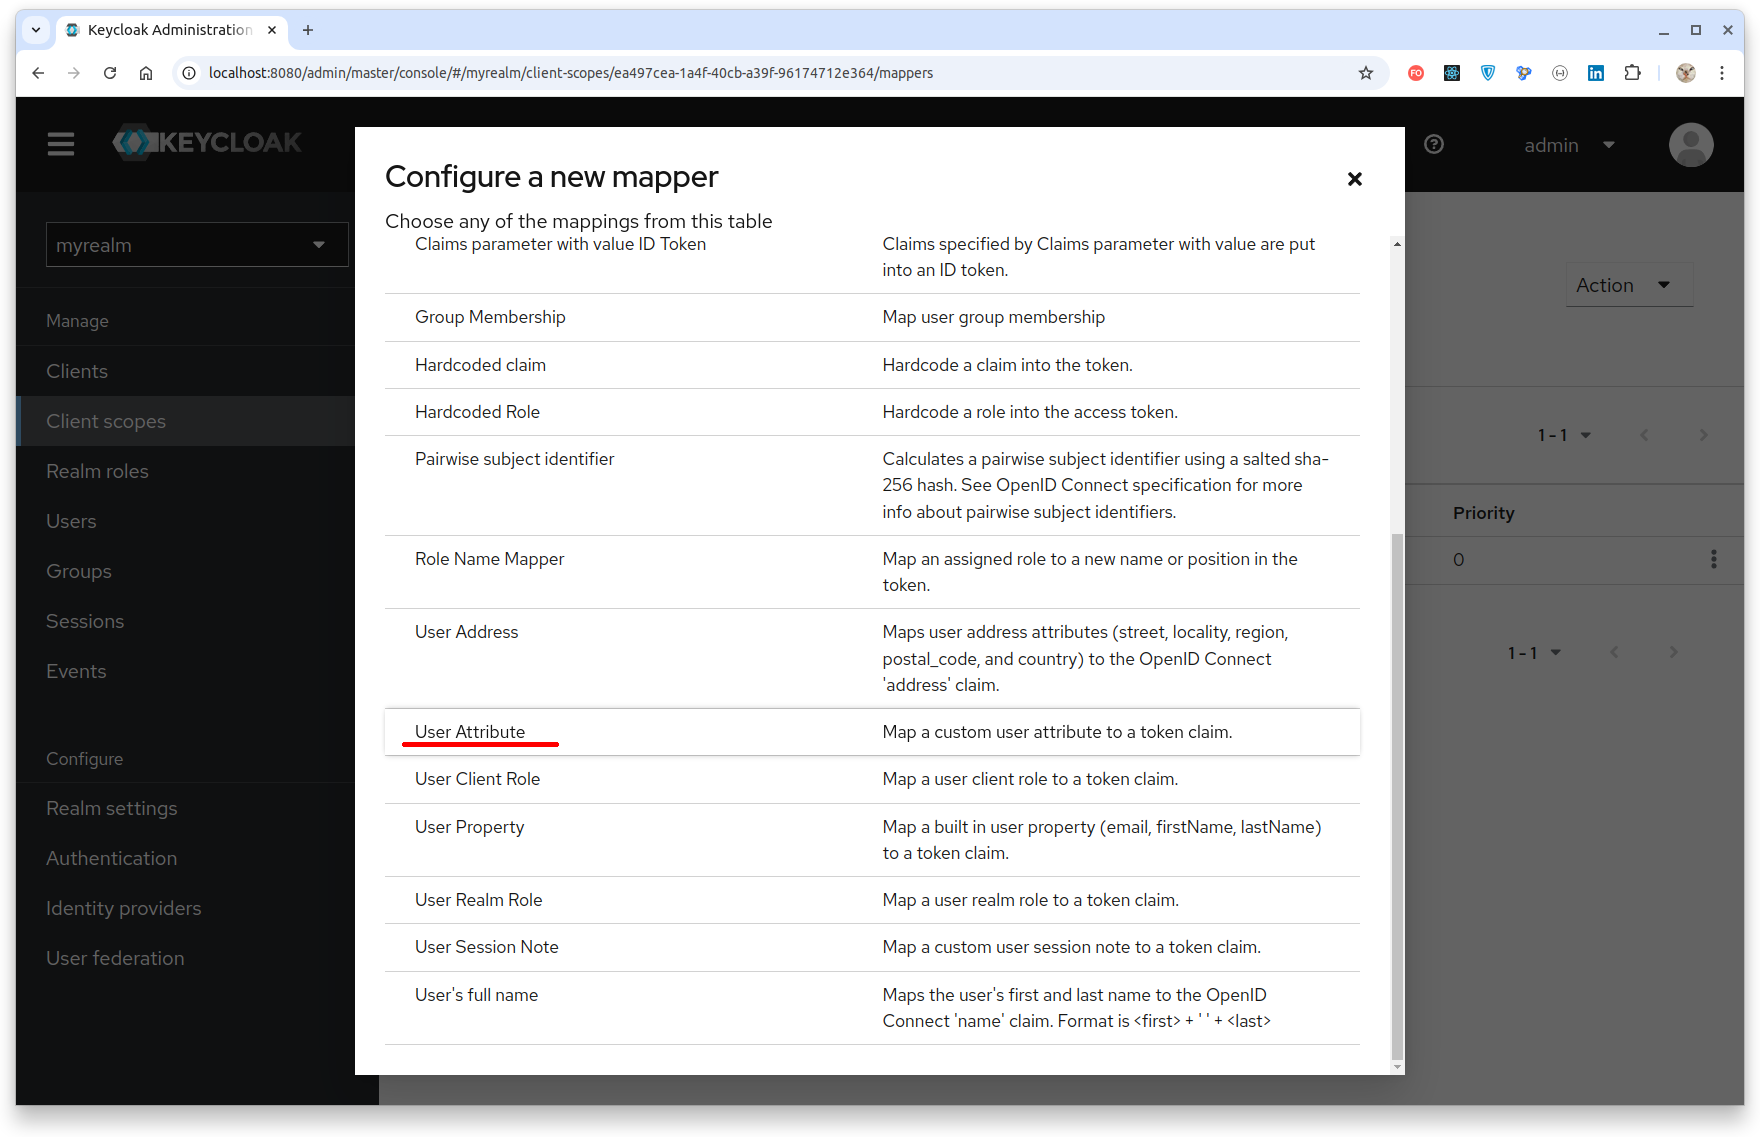 Keycloak Administration
localhost:8080/admin/master/console/#/myrealm/client-scopes/ea497cea-1a4f-40cb-a39f-96174712e364/mappers
FO
in
KEYCLOAK
admin
myrealm
Manage
Clients
Client scopes
Realm roles
Users
Groups
Sessions
Events
Configure
Realm settings
Authentication
Identity providers
User federation
Configure a new mapper
Choose any of the mappings from this table
Claims parameter with value ID Token
Claims specified by Claims parameter with value are put
into an ID token.
Group Membership
Map user group membership
Hardcoded claim
Hardcode a claim into the token.
Hardcoded Role
Hardcode a role into the access token.
Pairwise subject identifier
Calculates a pairwise subject identifier using a salted sha-
256 hash. See OpenID Connect specification for more
info about pairwise subject identifiers.
Role Name Mapper
Map an assigned role to a new name or position in the
token.
User Address
Maps user address attributes (street, locality, region,
postal_code, and country) to the OpenID Connect
'address' claim.
User Attribute
Map a custom user attribute to a token claim.
User Client Role
Map a user client role to a token claim.
User Property
Map a built in user property (email, firstName, lastName)
to a token claim.
User Realm Role
Map a user realm role to a token claim.
User Session Note
Map a custom user session note to a token claim.
User's full name
Maps the user's first and last name to the OpenID
Connect 'name' claim. Format is <first> + ' ' + <last>
Action
1 - 1
Priority
0
1 - 1